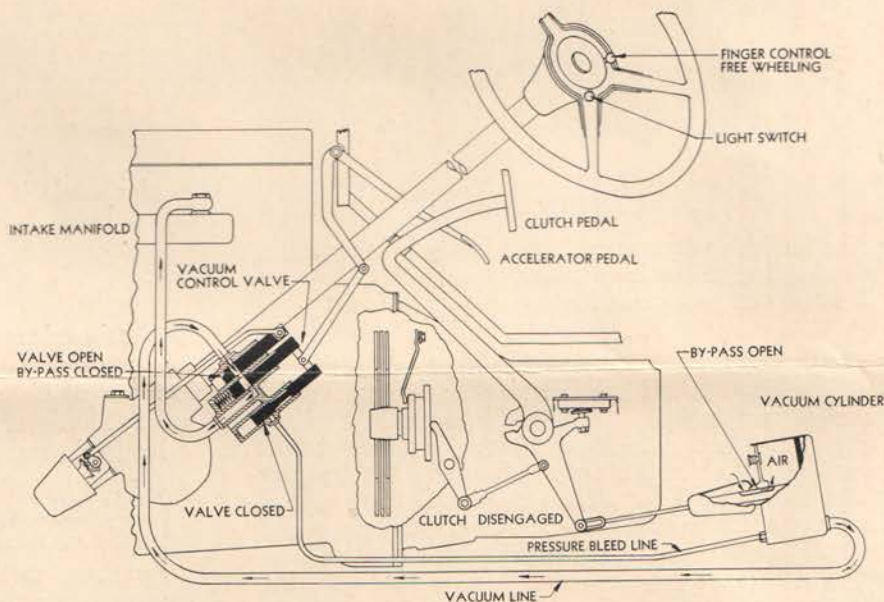 FINGER CONTROL
FREE WHEELING
LIGHT SWITCH
INTAKE MANIFOLD
CLUTCH PEDAL
ACCELERATOR PEDAL
VACUUM
CONTROL VALVE
VALVE OPEN
BY-PASS CLOSED
BY-PASS OPEN
VACUUM CYLINDER
AIR
VALVE CLOSED
CLUTCH DISENGAGED
PRESSURE BLEED LINE
VACUUM LINE